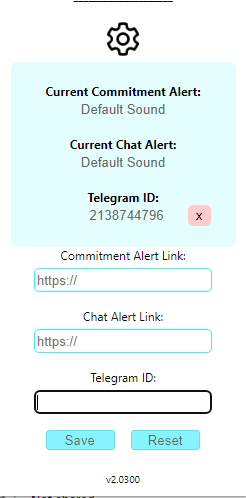 Current Commitment Alert:
Default Sound
Current Chat Alert:
Default Sound
Telegram ID:
2138744796 x
Commitment Alert Link:
https://
Chat Alert Link:
https://
Telegram ID:
Save Reset
v2.0300